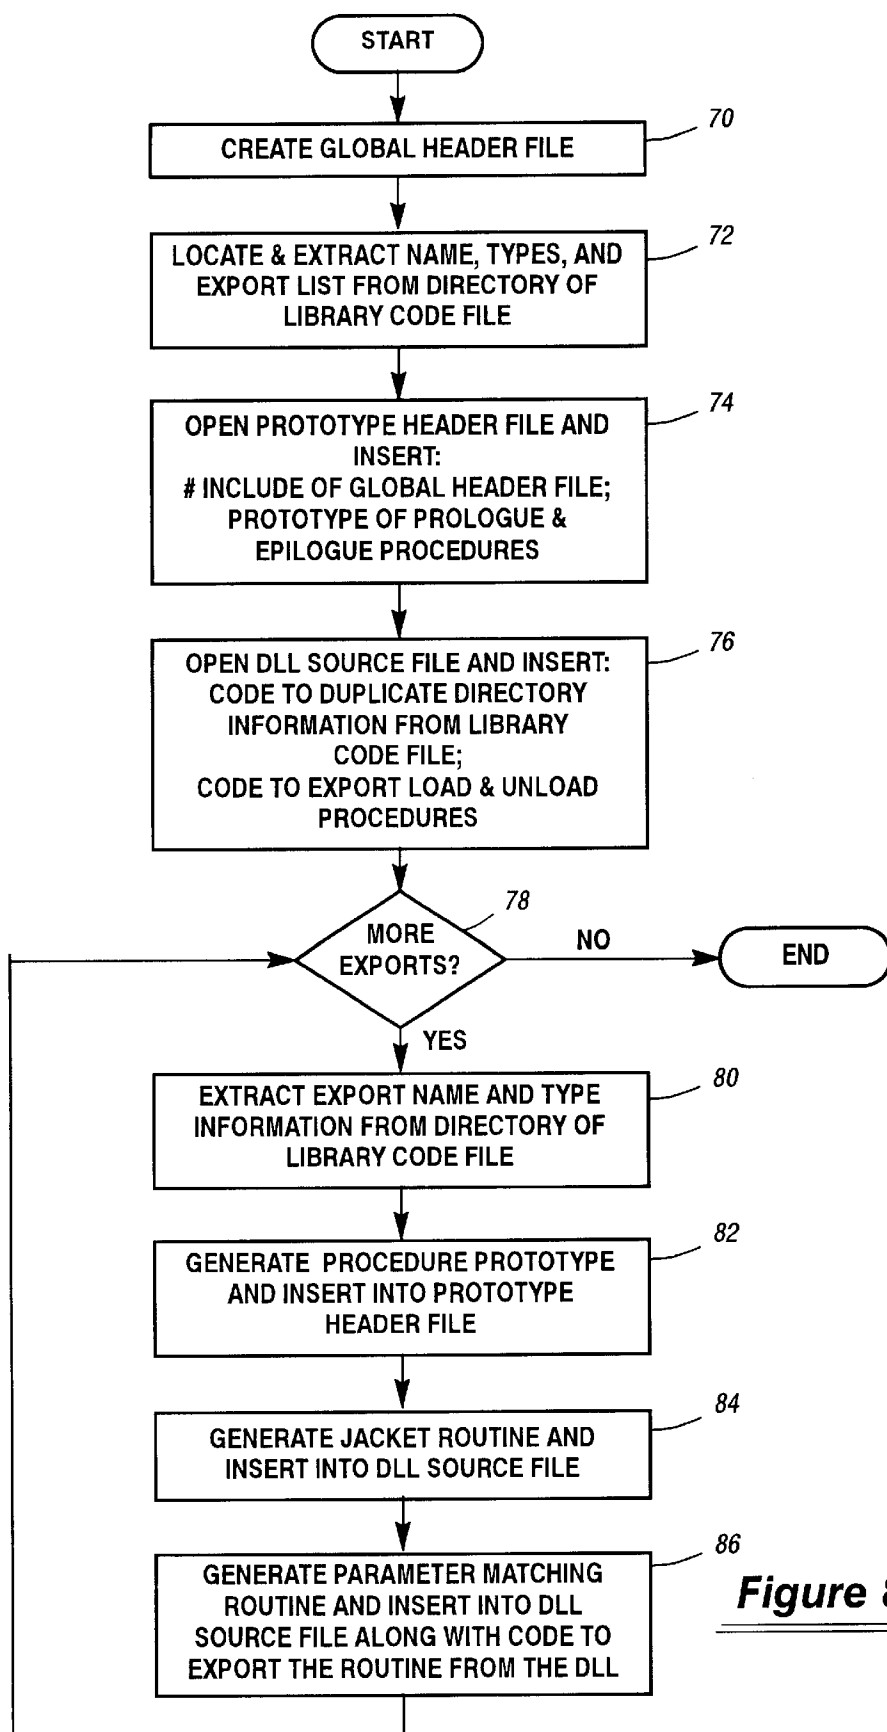 START
70
CREATE GLOBAL HEADER FILE
72
LOCATE & EXTRACT NAME, TYPES, AND
EXPORT LIST FROM DIRECTORY OF
LIBRARY CODE FILE
74
OPEN PROTOTYPE HEADER FILE AND
INSERT:
# INCLUDE OF GLOBAL HEADER FILE;
PROTOTYPE OF PROLOGUE &
EPILOGUE PROCEDURES
76
OPEN DLL SOURCE FILE AND INSERT:
CODE TO DUPLICATE DIRECTORY
INFORMATION FROM LIBRARY
CODE FILE;
CODE TO EXPORT LOAD & UNLOAD
PROCEDURES
78
MORE
EXPORTS?
NO
END
YES
80
EXTRACT EXPORT NAME AND TYPE
INFORMATION FROM DIRECTORY OF
LIBRARY CODE FILE
82
GENERATE PROCEDURE PROTOTYPE
AND INSERT INTO PROTOTYPE
HEADER FILE
84
GENERATE JACKET ROUTINE AND
INSERT INTO DLL SOURCE FILE
86
GENERATE PARAMETER MATCHING
ROUTINE AND INSERT INTO DLL
SOURCE FILE ALONG WITH CODE TO
EXPORT THE ROUTINE FROM THE DLL
Figure 8